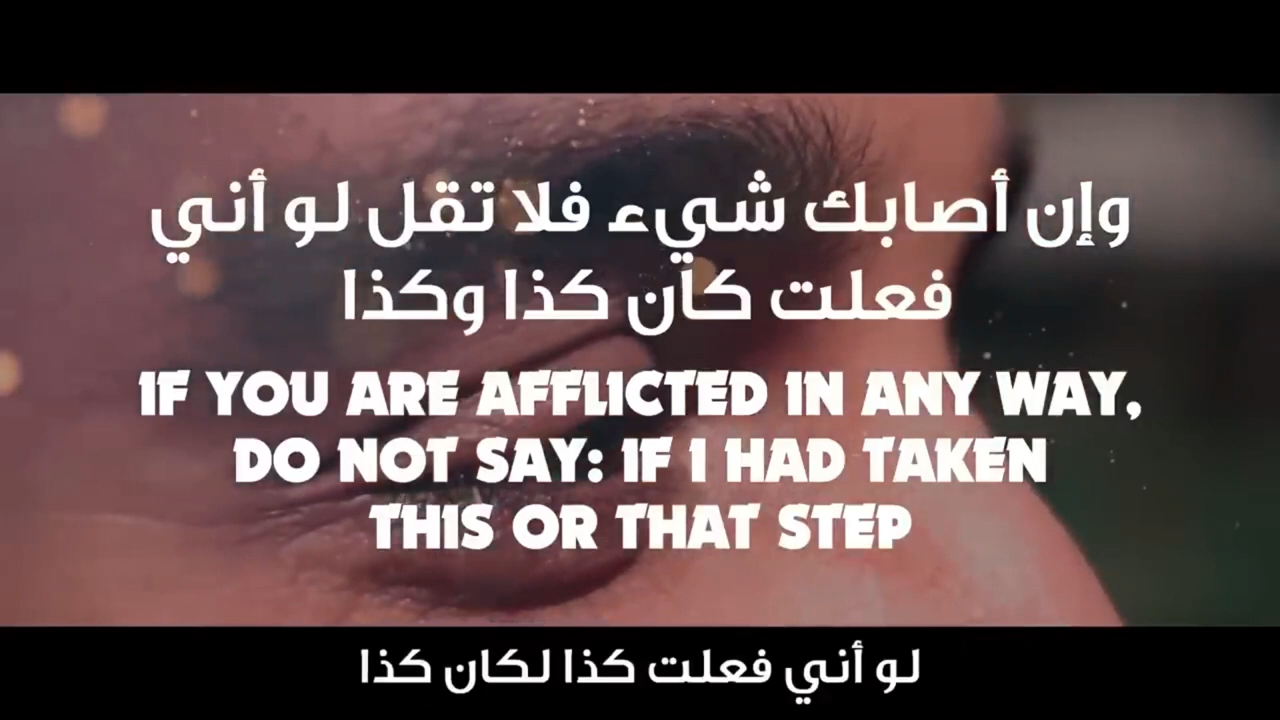 وإن أصابك شيء فلا تقل لو أني
فعلت كان كذا وكذا
IF YOU ARE AFFLICTED IN ANY WAY,
DO NOT SAY: IF I HAD TAKEN
THIS OR THAT STEP
لو أني فعلت كذا لكان كذا